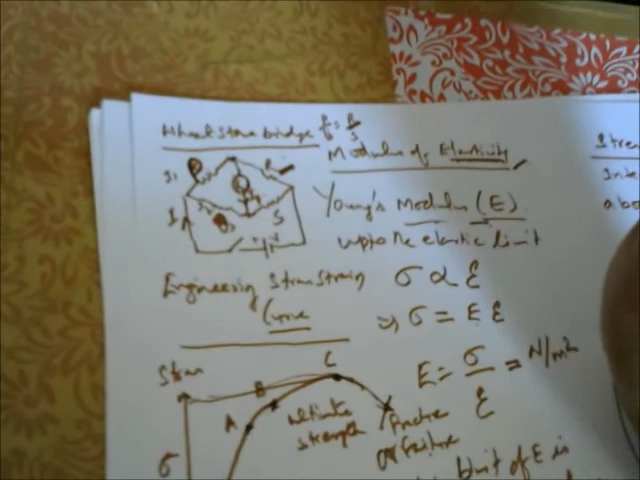 Wheatstone bridge P/Q = R/S
Modulus of Elasticity
Young's Modulus (E)
upto the elastic limit
S
Engineering Stress Strain
Curve
σ ∝ ε
⇒ σ = E ε
E = σ/ε = N/m²
Stress
σ
A
B
C
ultimate
strength
or failure
Unit of E is